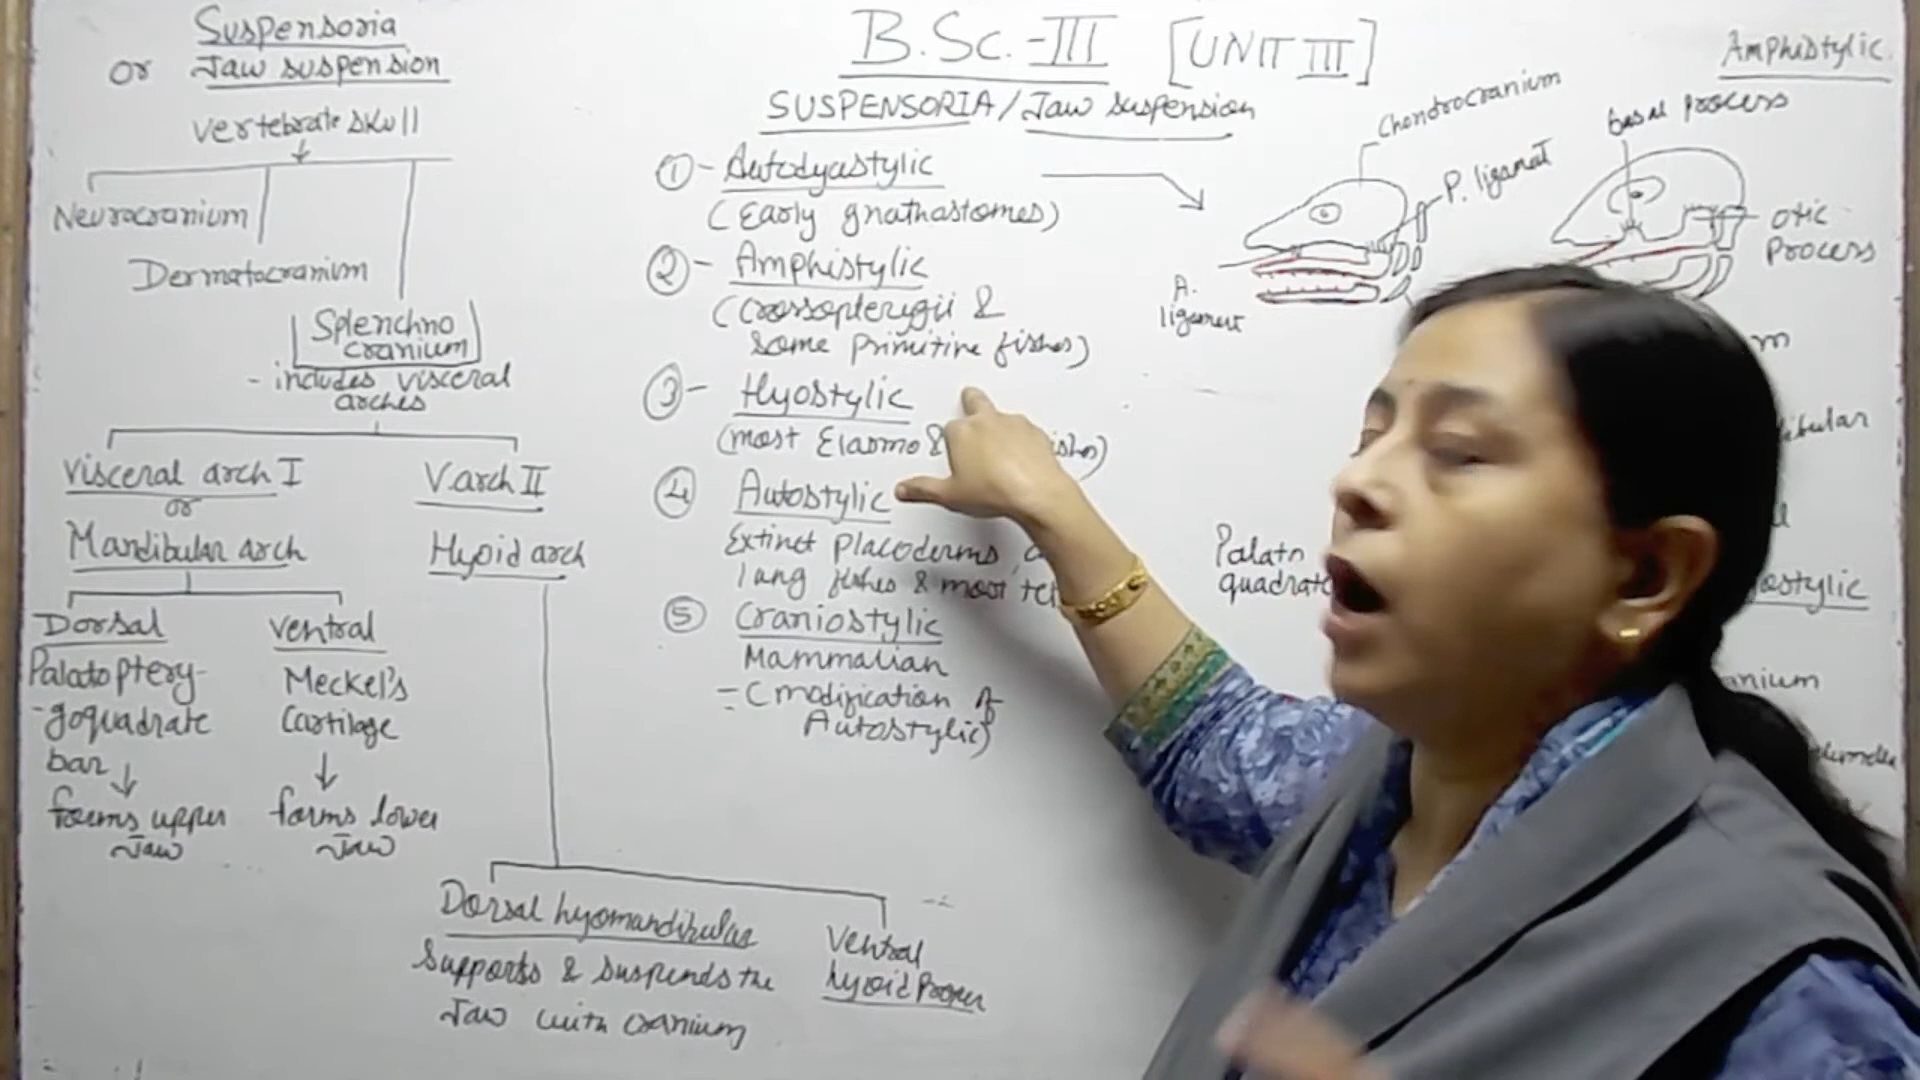 Suspensoria
or Jaw suspension
vertebrate skull
Neurocranium
Dermatocranium
Splenchno
cranium
- includes visceral
arches
Visceral arch I
or
Mandibular arch
V. arch II
Hyoid arch
Dorsal
Palatoptery-
-goquadrate
bar
forms upper
Jaw
ventral
Meckel's
Cartilage
forms lower
Jaw
Dorsal hyomandibular
Supports & suspends the
Jaw with cranium
Ventral
hyoid proper
B.Sc.-III [UNIT III]
SUSPENSORIA/Jaw suspension
① - Autodyastylic
(Early gnathastomes)
② - Amphistylic
(Crossopterygii &
some primitive fishes)
③ - Hyostylic
(most Elasmo &
④ Autostylic
Extinct placoderms
lung fishes & most
⑤ Craniostylic
Mammalian
= (modification of
Autostylic)
Chondrocranium
P. ligament
A.
ligament
Amphistylic
basal process
otic
process
Palato
quadrate